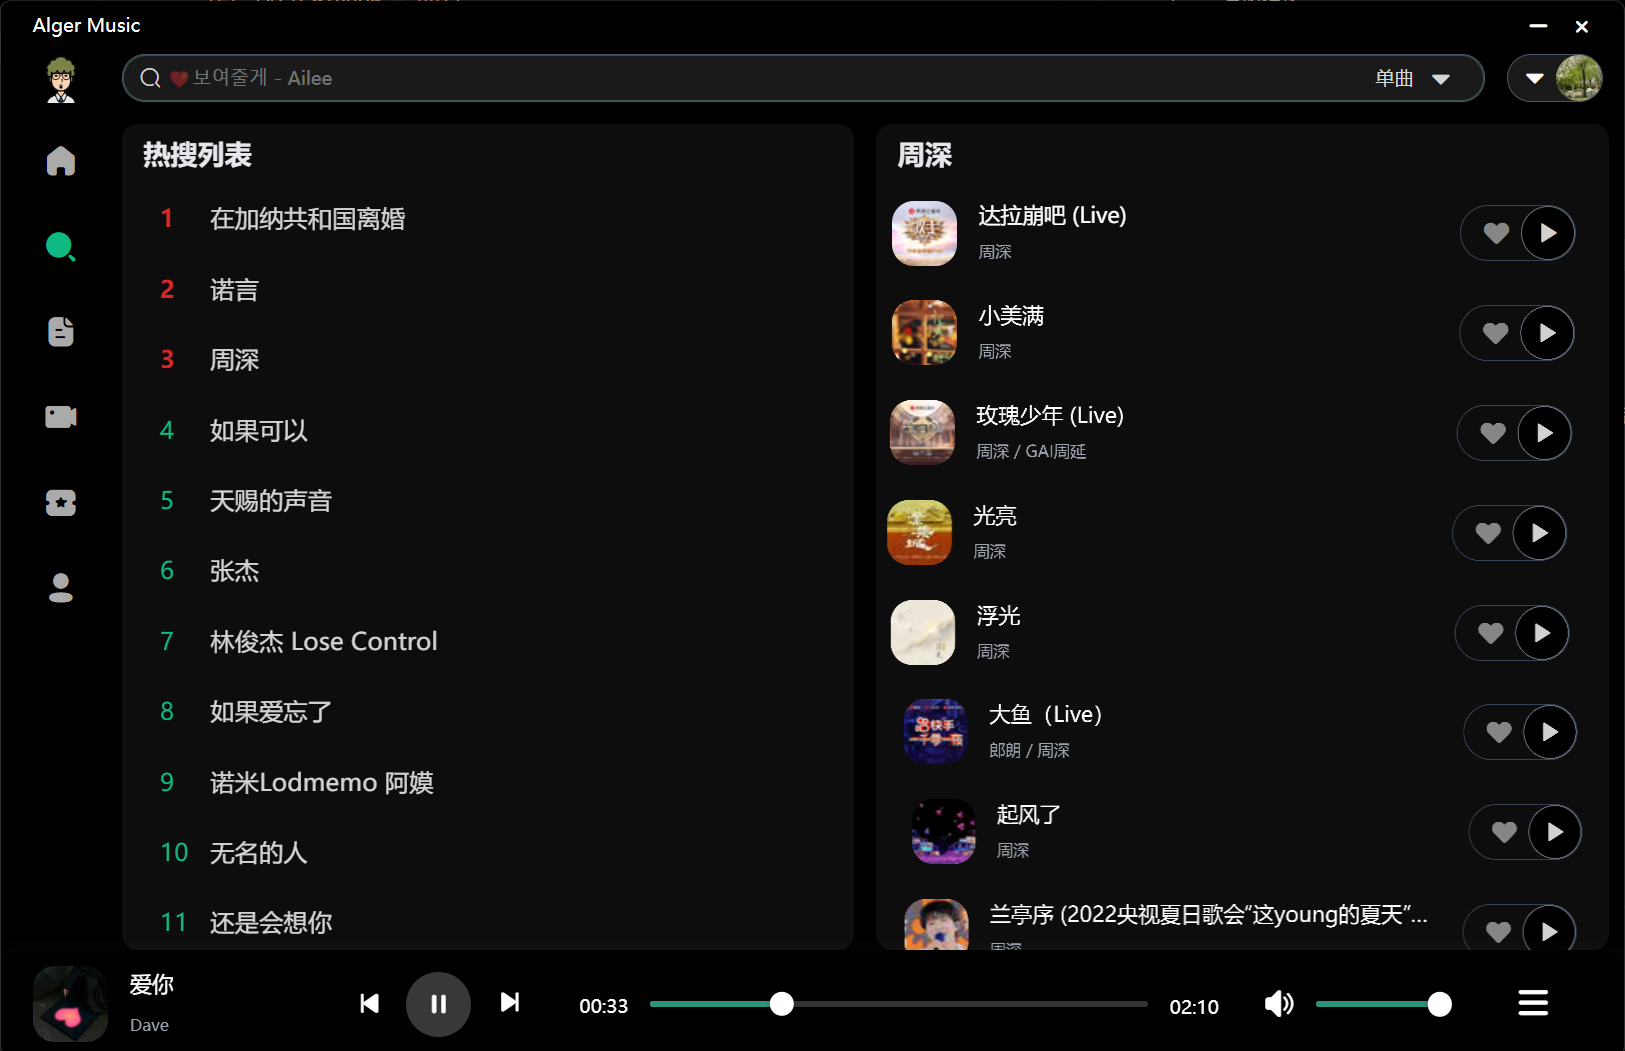 Alger Music
보여줄게 - Ailee
单曲
热搜列表
1 在加纳共和国离婚
2 诺言
3 周深
4 如果可以
5 天赐的声音
6 张杰
7 林俊杰 Lose Control
8 如果爱忘了
9 诺米Lodmemo 阿嫫
10 无名的人
11 还是会想你
周深
达拉崩吧 (Live)
周深
小美满
周深
玫瑰少年 (Live)
周深 / GAI周延
光亮
周深
浮光
周深
大鱼（Live）
郎朗 / 周深
起风了
周深
兰亭序 (2022央视夏日歌会“这young的夏天”...
周深
爱你
Dave
00:33
02:10